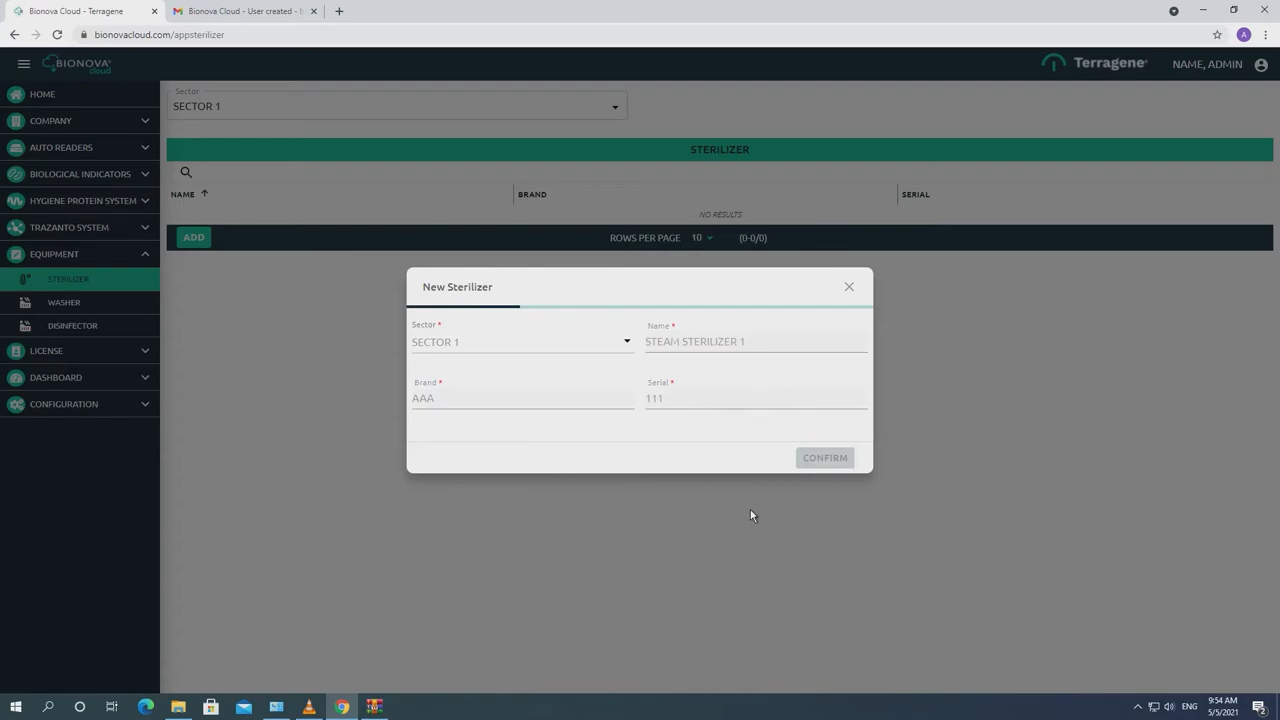 Bionova Cloud - Terragene
Bionova Cloud - User created - b
bionovacloud.com/appsterilizer
A
BIONOVA
cloud
Terragene
NAME, ADMIN
HOME
COMPANY
AUTO READERS
BIOLOGICAL INDICATORS
HYGIENE PROTEIN SYSTEM
TRAZANTO SYSTEM
EQUIPMENT
STERILIZER
WASHER
DISINFECTOR
LICENSE
DASHBOARD
CONFIGURATION
Sector
SECTOR 1
STERILIZER
NAME BRAND SERIAL
NO RESULTS
ADD ROWS PER PAGE 10 (0-0/0)
New Sterilizer
Sector * Name *
SECTOR 1 STEAM STERILIZER 1
Brand * Serial *
AAA 111
CONFIRM
ENG
9:54 AM
5/5/2021
2